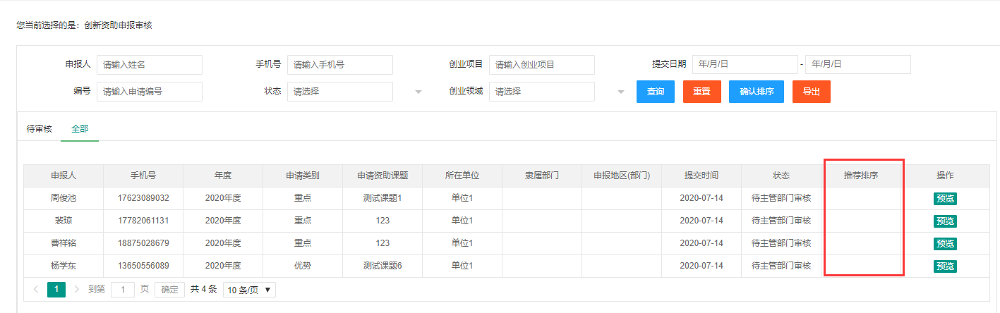 您当前选择的是：创新资助申报审核
申报人 请输入姓名 手机号 请输入手机号 创业项目 请输入创业项目 提交日期 年/月/日 - 年/月/日
编号 请输入申请编号 状态 请选择 创业领域 请选择 查询 重置 确认排序 导出
待审核 全部
申报人 手机号 年度 申请类别 申请资助课题 所在单位 隶属部门 申报地区(部门) 提交时间 状态 推荐排序 操作
周俊池 17623089032 2020年度 重点 测试课题1 单位1 2020-07-14 待主管部门审核 预览
裴琼 17782061131 2020年度 重点 123 单位1 2020-07-14 待主管部门审核 预览
曹祥铭 18875028679 2020年度 重点 123 单位1 2020-07-14 待主管部门审核 预览
杨学东 13650556089 2020年度 优势 测试课题6 单位1 2020-07-14 待主管部门审核 预览
1 到第 1 页 确定 共 4 条 10 条/页